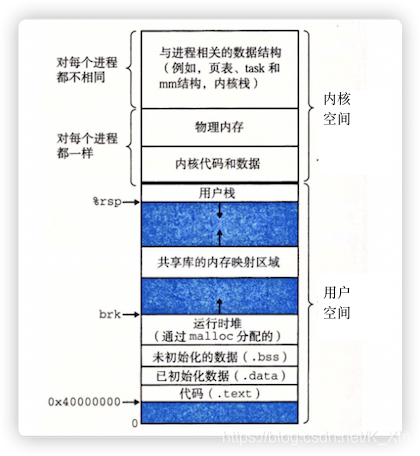 对每个进程
都不相同
与进程相关的数据结构
（例如，页表、task 和
mm结构，内核栈）
内核
空间
对每个进程
都一样
物理内存
内核代码和数据
用户栈
%rsp
共享库的内存映射区域
用户
空间
brk
运行时堆
（通过 malloc 分配的）
未初始化的数据（.bss）
已初始化数据（.data）
代码（.text）
0x40000000
0
https://blog.csdn.net/K_Xi